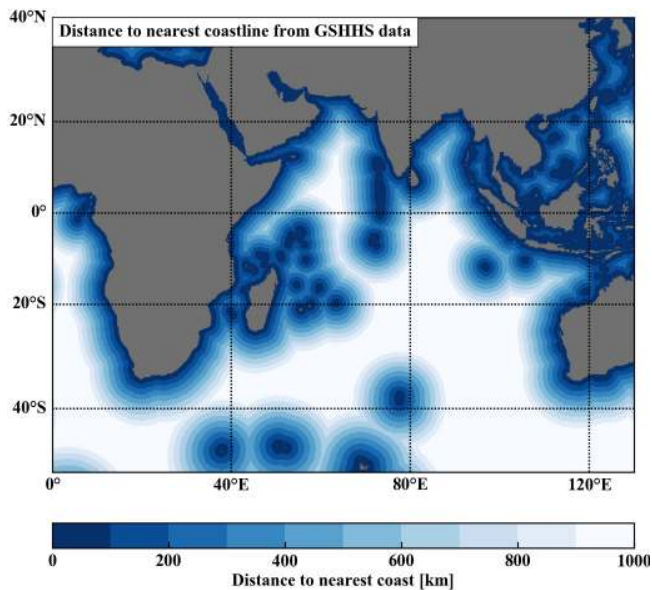 Distance to nearest coastline from GSHHS data
40°N
20°N
0°
20°S
40°S
0° 40°E 80°E 120°E
0 200 400 600 800 1000
Distance to nearest coast [km]